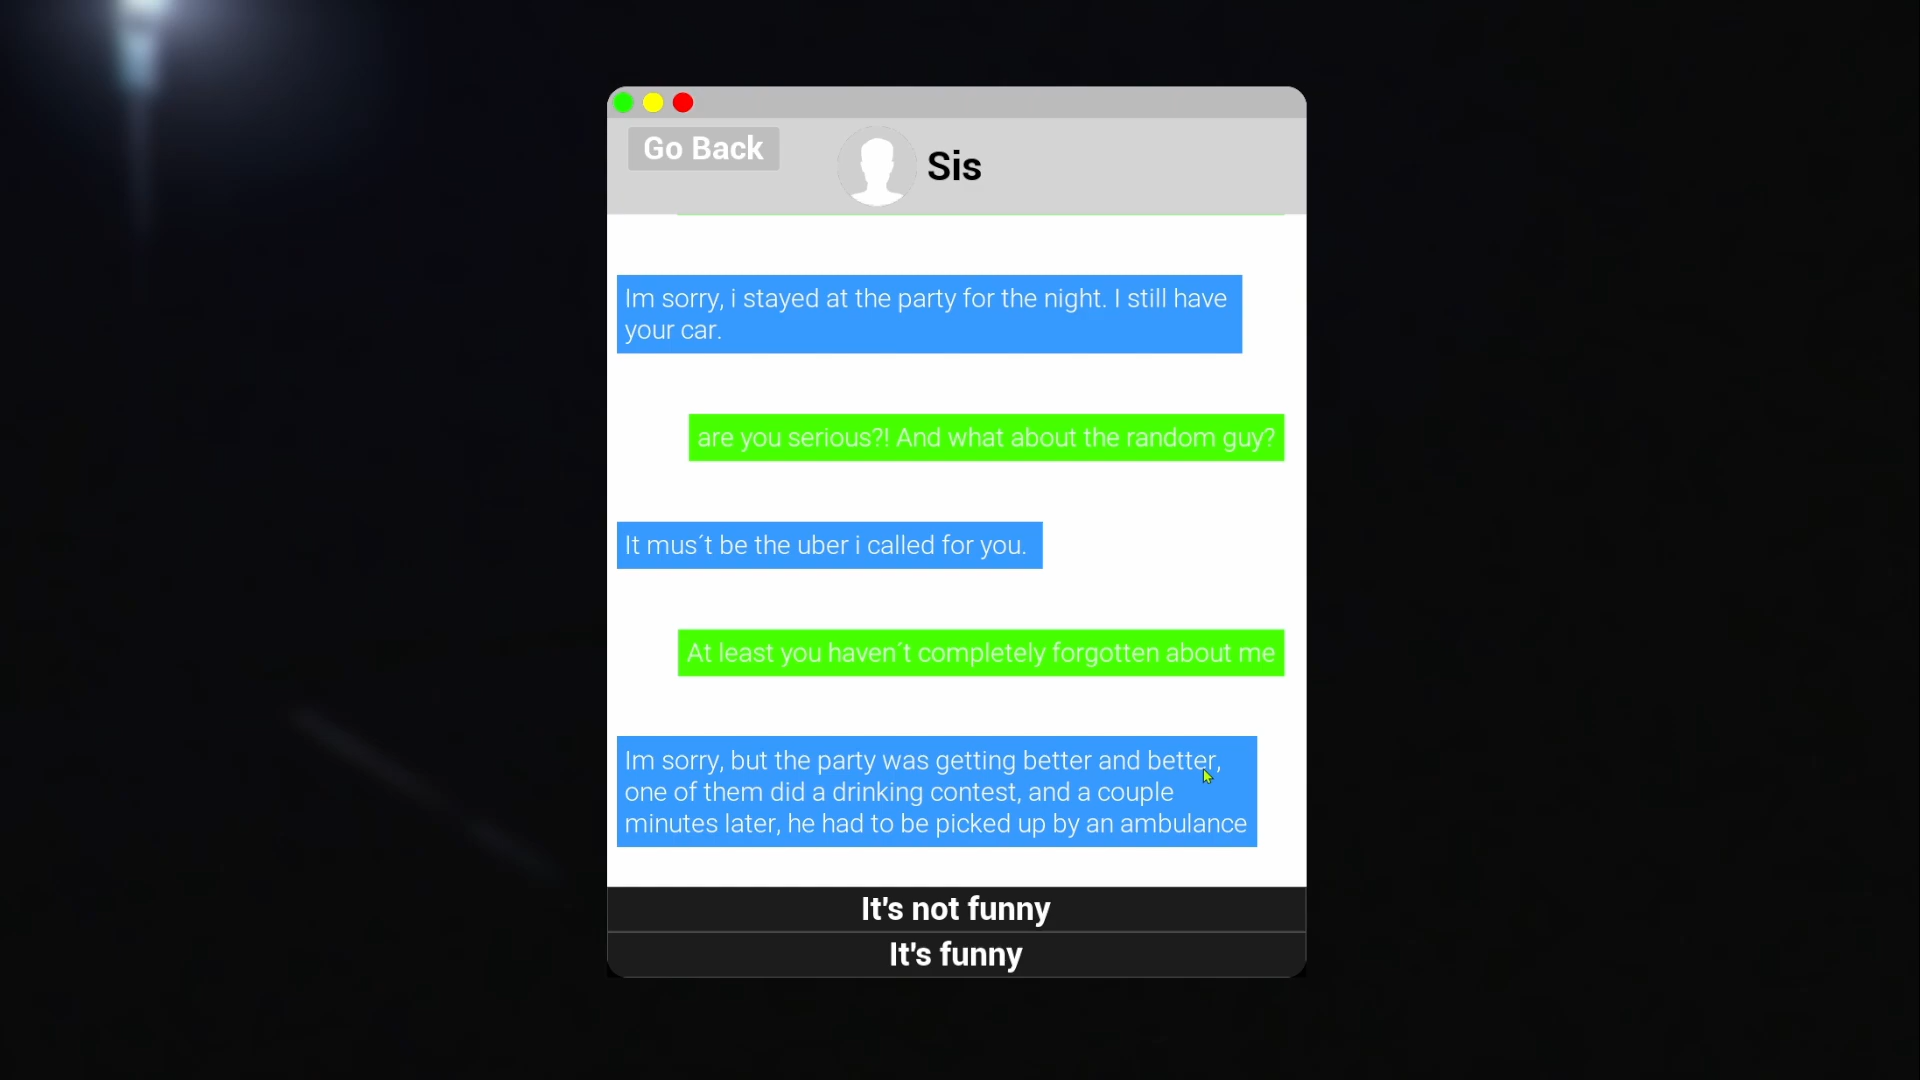 Go Back
Sis
Im sorry, i stayed at the party for the night. I still have
your car.
are you serious?! And what about the random guy?
It mus´t be the uber i called for you.
At least you haven´t completely forgotten about me
Im sorry, but the party was getting better and better,
one of them did a drinking contest, and a couple
minutes later, he had to be picked up by an ambulance
It's not funny
It's funny